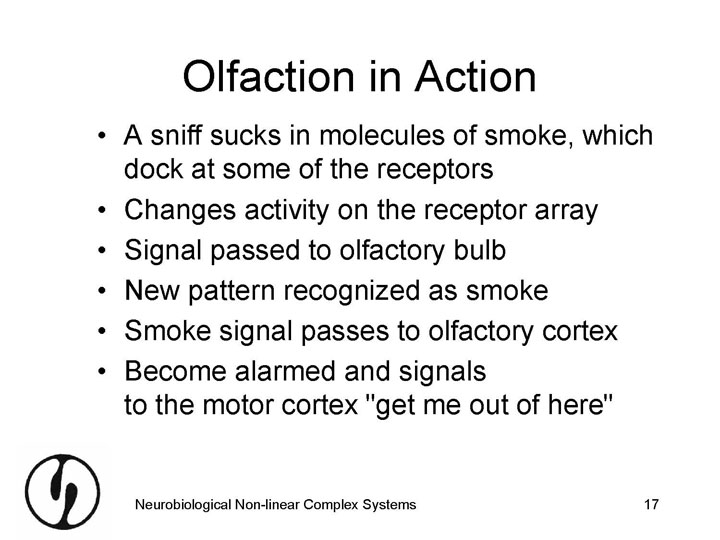 Olfaction in Action
• A sniff sucks in molecules of smoke, which
dock at some of the receptors
• Changes activity on the receptor array
• Signal passed to olfactory bulb
• New pattern recognized as smoke
• Smoke signal passes to olfactory cortex
• Become alarmed and signals
to the motor cortex "get me out of here"
Neurobiological Non-linear Complex Systems 17